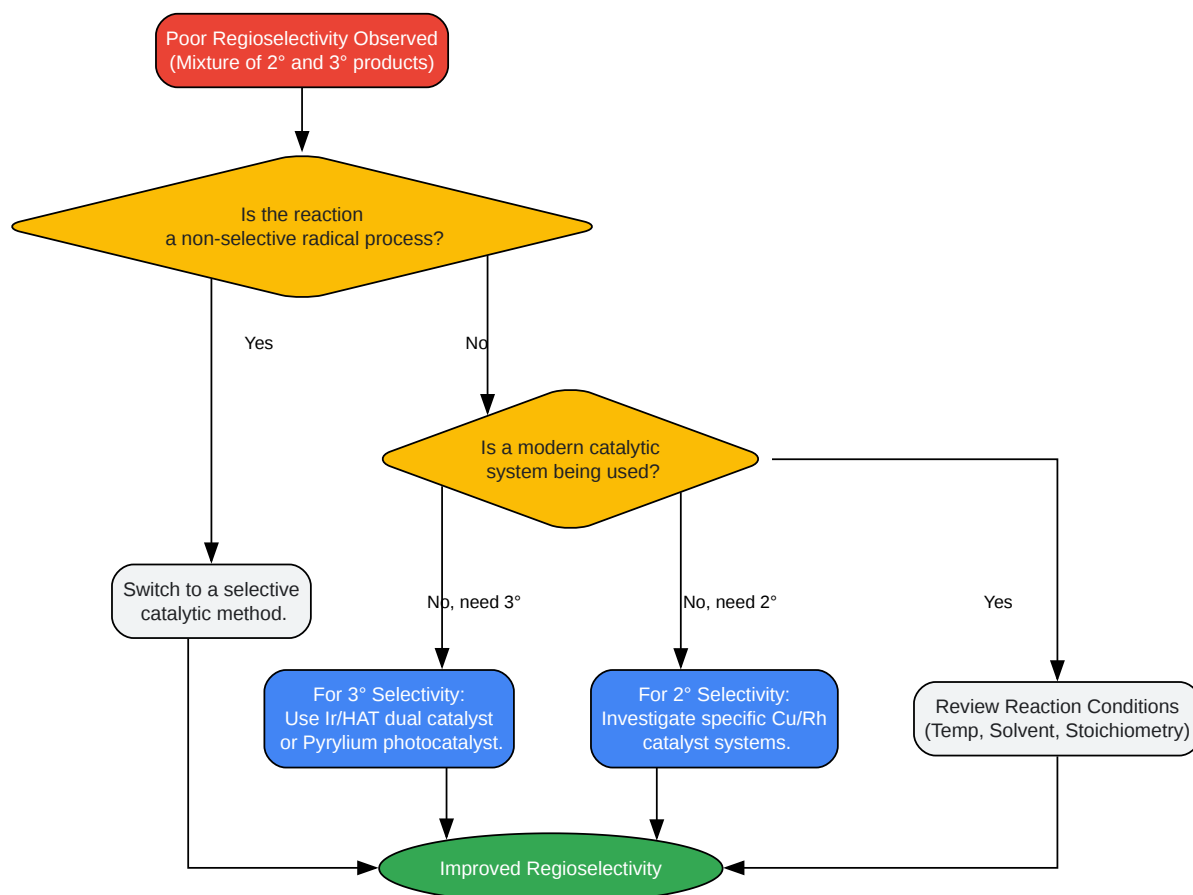 Poor Regioselectivity Observed
(Mixture of 2° and 3° products)
Is the reaction
a non-selective radical process?
Yes
No
Is a modern catalytic
system being used?
Switch to a selective
catalytic method.
No, need 3°
No, need 2°
Yes
For 3° Selectivity:
Use Ir/HAT dual catalyst
or Pyrylium photocatalyst.
For 2° Selectivity:
Investigate specific Cu/Rh
catalyst systems.
Review Reaction Conditions
(Temp, Solvent, Stoichiometry)
Improved Regioselectivity